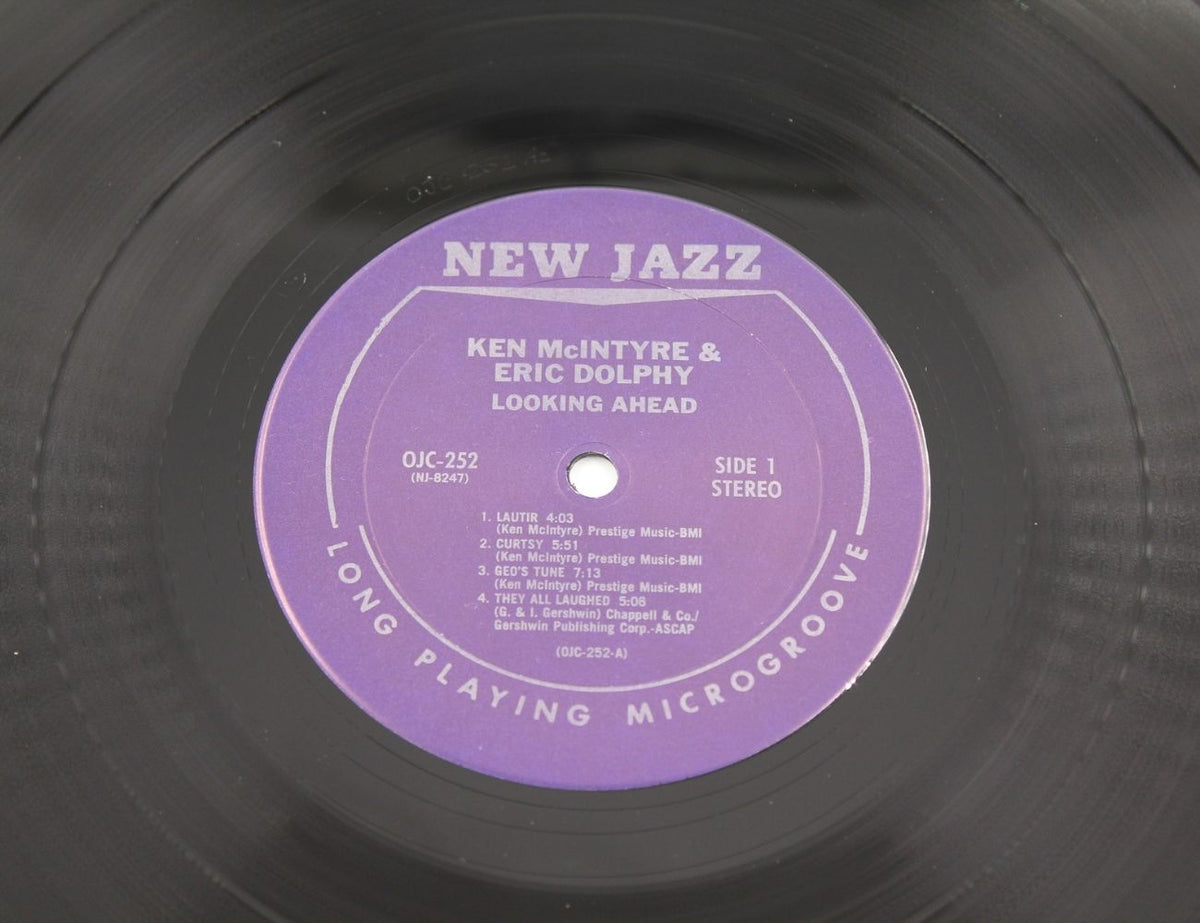 NEW JAZZ
KEN McINTYRE &
ERIC DOLPHY
LOOKING AHEAD
OJC-252
(NJ-8247)
SIDE 1
STEREO
1. LAUTIR 4:03
(Ken McIntyre) Prestige Music-BMI
2. CURTSY 5:51
(Ken McIntyre) Prestige Music-BMI
3. GEO'S TUNE 7:13
(Ken McIntyre) Prestige Music-BMI
4. THEY ALL LAUGHED 5:06
(G. & I. Gershwin) Chappell & Co./
Gershwin Publishing Corp.-ASCAP
(OJC-252-A)
LONG PLAYING MICROGROOVE